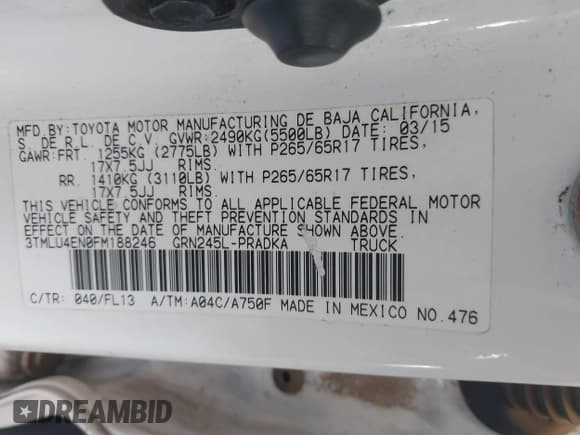 MFD.BY:TOYOTA MOTOR MANUFACTURING DE BAJA CALIFORNIA,
S. DE R.L. DE C.V. GVWR:2490KG(5500LB) DATE: 03/15
GAWR:FRT. 1255KG (2775LB) WITH P265/65R17 TIRES,
17X7.5JJ RIMS.
RR. 1410KG (3110LB) WITH P265/65R17 TIRES,
17X7.5JJ RIMS.
THIS VEHICLE CONFORMS TO ALL APPLICABLE FEDERAL MOTOR
VEHICLE SAFETY AND THEFT PREVENTION STANDARDS IN
EFFECT ON THE DATE OF MANUFACTURE SHOWN ABOVE.
3TMLU4EN0FM188246 GRN245L-PRADKA TRUCK
C/TR: 040/FL13 A/TM:A04C/A750F MADE IN MEXICO NO.476
DREAMBID